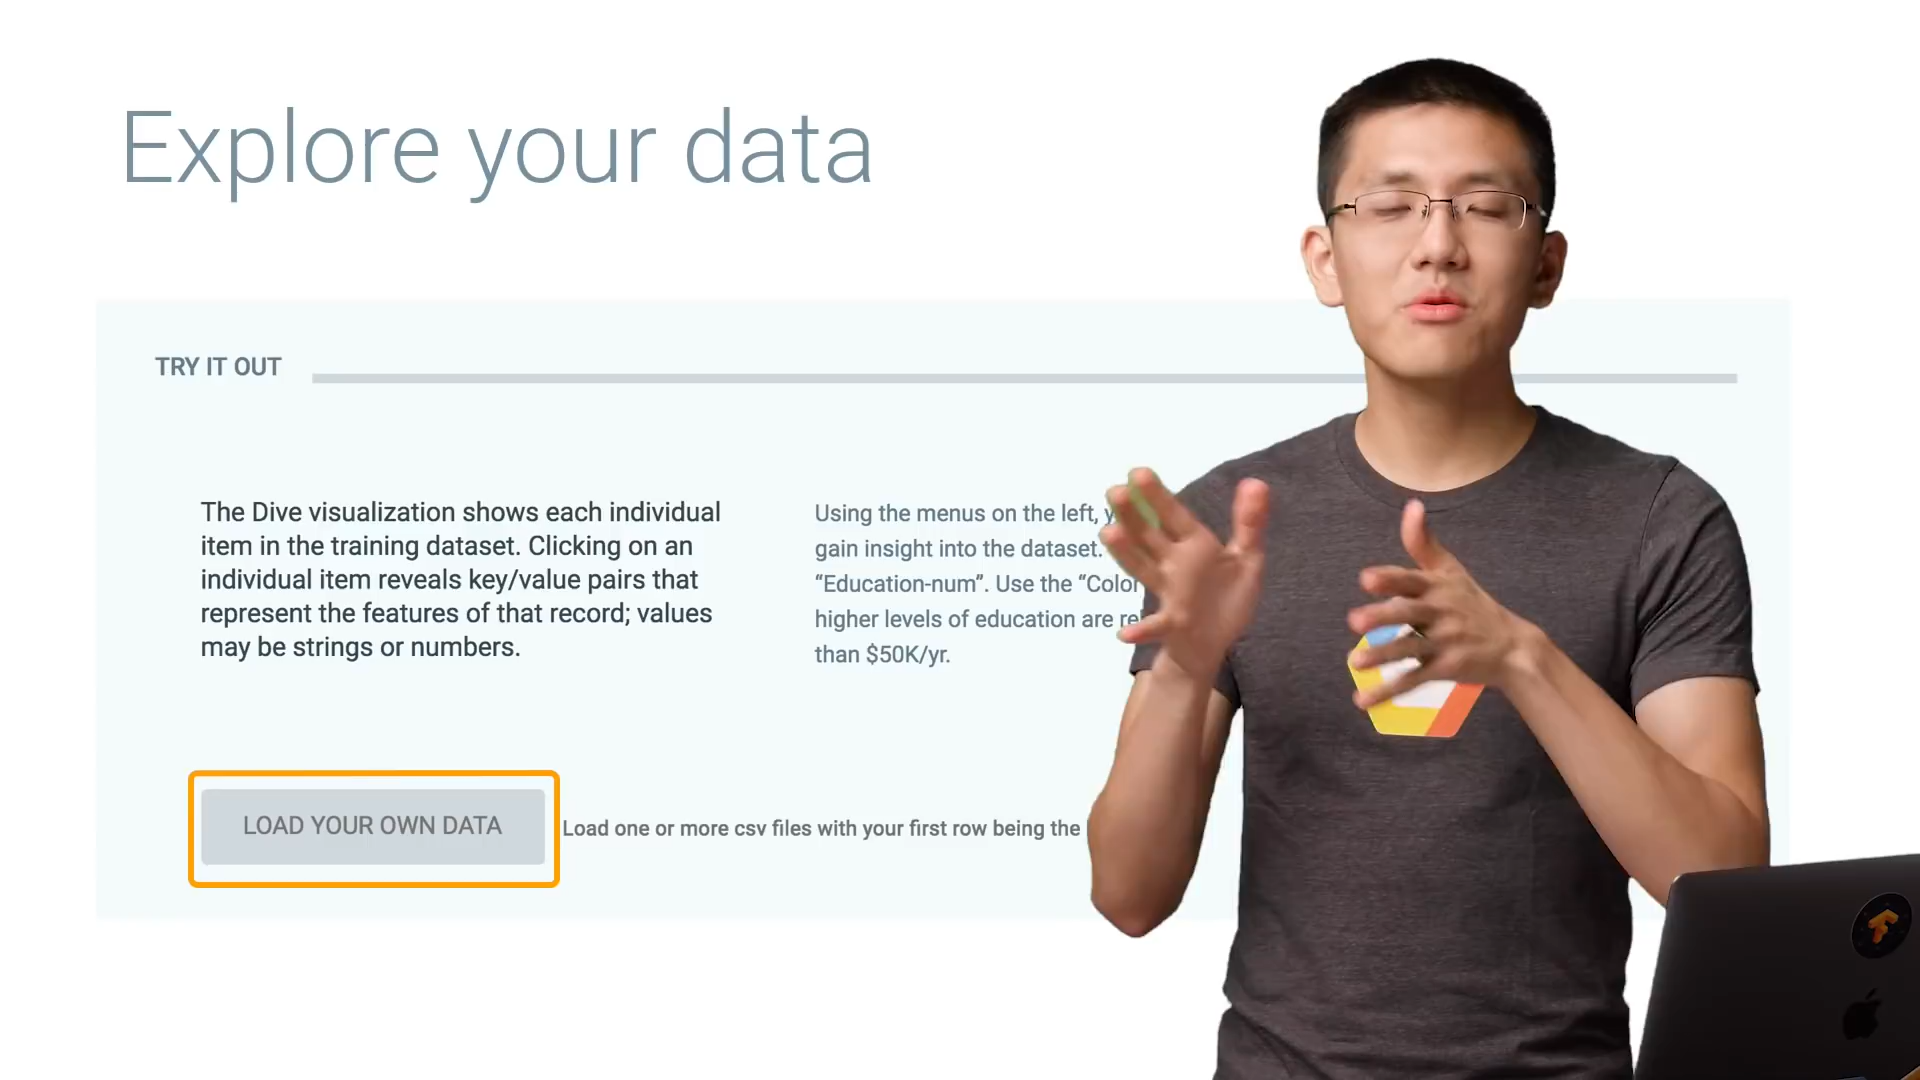 Explore your data
TRY IT OUT
The Dive visualization shows each individual
item in the training dataset. Clicking on an
individual item reveals key/value pairs that
represent the features of that record; values
may be strings or numbers.
Using the menus on the left,
gain insight into the dataset.
“Education-num”. Use the “Color
higher levels of education are
than $50K/yr.
LOAD YOUR OWN DATA
Load one or more csv files with your first row being the